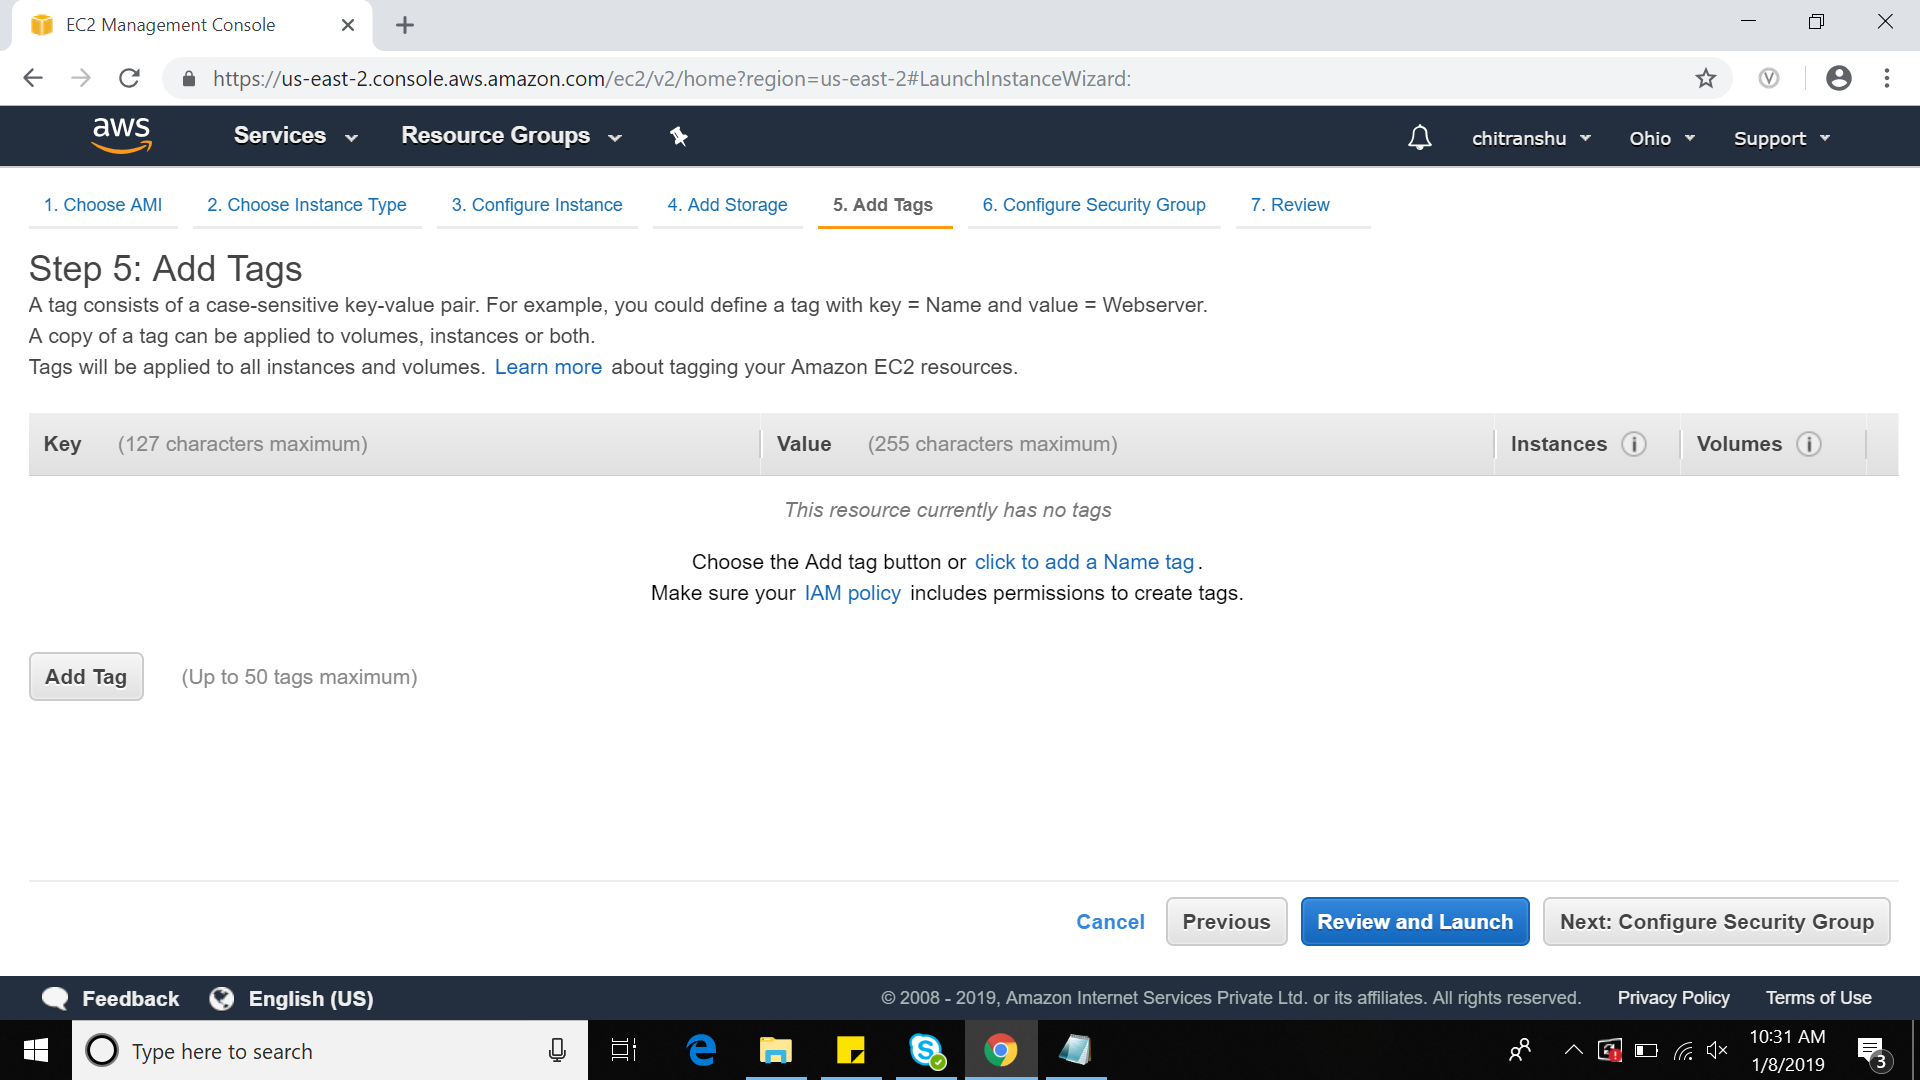 EC2 Management Console
https://us-east-2.console.aws.amazon.com/ec2/v2/home?region=us-east-2#LaunchInstanceWizard:
aws Services Resource Groups chitranshu Ohio Support
1. Choose AMI 2. Choose Instance Type 3. Configure Instance 4. Add Storage 5. Add Tags 6. Configure Security Group 7. Review
Step 5: Add Tags
A tag consists of a case-sensitive key-value pair. For example, you could define a tag with key = Name and value = Webserver.
A copy of a tag can be applied to volumes, instances or both.
Tags will be applied to all instances and volumes. Learn more about tagging your Amazon EC2 resources.
Key (127 characters maximum) Value (255 characters maximum) Instances i Volumes i
This resource currently has no tags
Choose the Add tag button or click to add a Name tag.
Make sure your IAM policy includes permissions to create tags.
Add Tag (Up to 50 tags maximum)
Cancel Previous Review and Launch Next: Configure Security Group
Feedback English (US) © 2008 - 2019, Amazon Internet Services Private Ltd. or its affiliates. All rights reserved. Privacy Policy Terms of Use
Type here to search
10:31 AM
1/8/2019
3